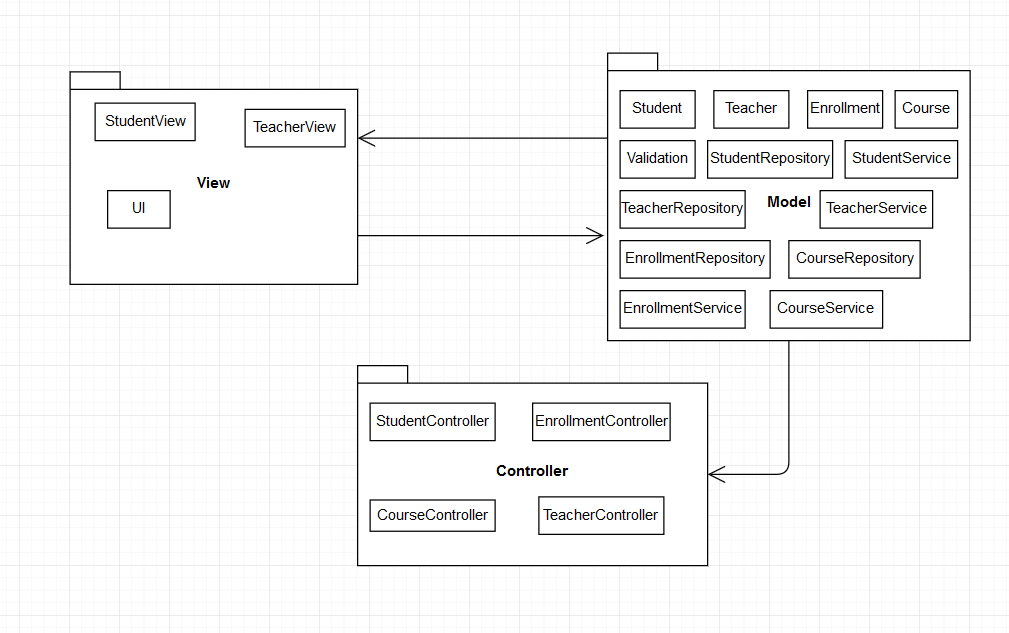 StudentView
TeacherView
View
UI
Student
Teacher
Enrollment
Course
Validation
StudentRepository
StudentService
TeacherRepository
Model
TeacherService
EnrollmentRepository
CourseRepository
EnrollmentService
CourseService
StudentController
EnrollmentController
Controller
CourseController
TeacherController